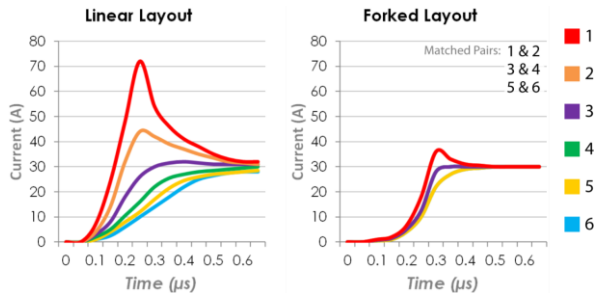 Linear Layout
80
70
60
50
40
30
20
10
0
Current (A)
0 0.1 0.2 0.3 0.4 0.5 0.6
Time (µs)
Forked Layout
Matched Pairs: 1 & 2
3 & 4
5 & 6
80
70
60
50
40
30
20
10
0
Current (A)
0 0.1 0.2 0.3 0.4 0.5 0.6
Time (µs)
1
2
3
4
5
6